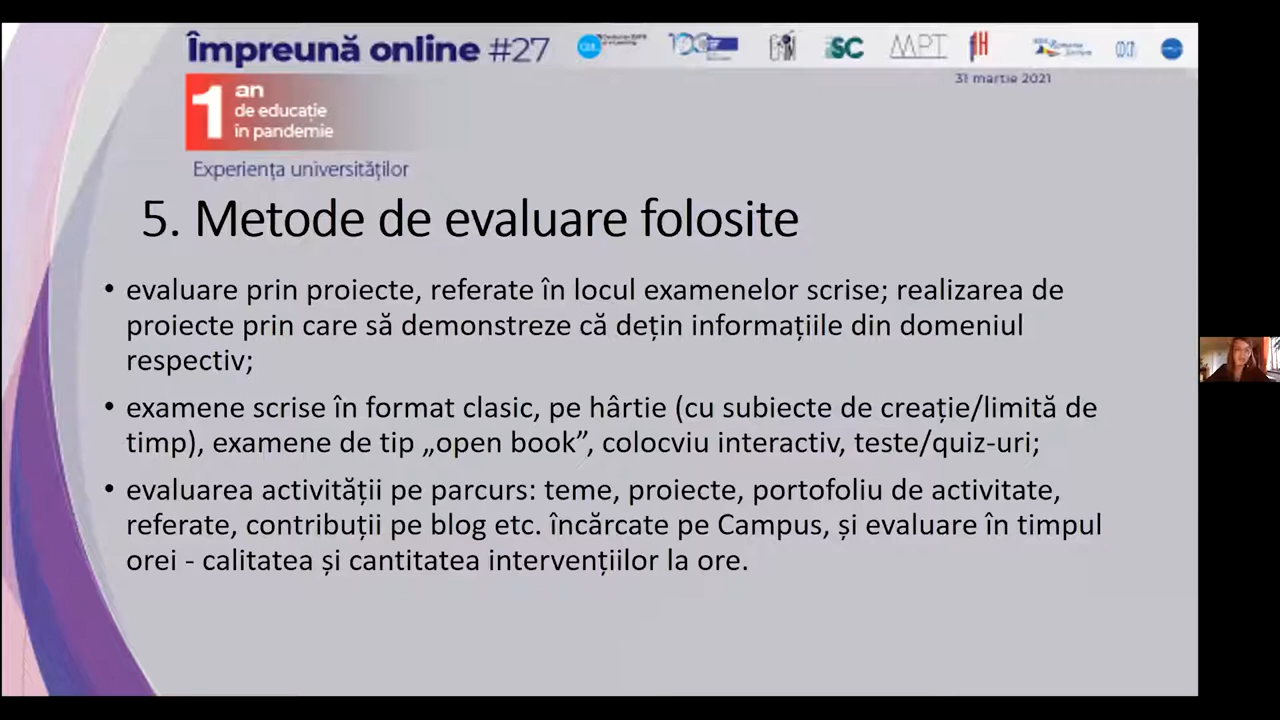 Împreună online #27
31 martie 2021
1 an
de educație
în pandemie
Experiența universităților
5. Metode de evaluare folosite
• evaluare prin proiecte, referate în locul examenelor scrise; realizarea de
proiecte prin care să demonstreze că dețin informațiile din domeniul
respectiv;
• examene scrise în format clasic, pe hârtie (cu subiecte de creație/limită de
timp), examene de tip „open book”, colocviu interactiv, teste/quiz-uri;
• evaluarea activității pe parcurs: teme, proiecte, portofoliu de activitate,
referate, contribuții pe blog etc. încărcate pe Campus, și evaluare în timpul
orei - calitatea și cantitatea intervențiilor la ore.